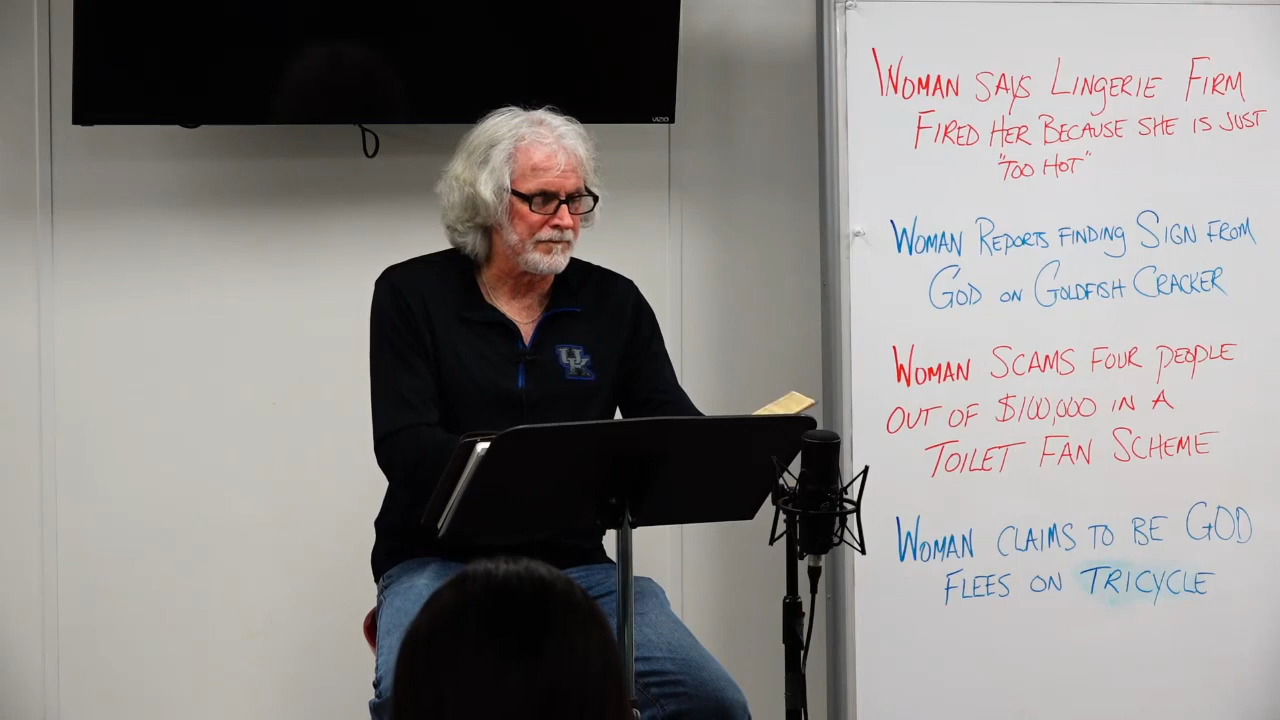 VIZIO
UK
WOMAN SAYS LINGERIE FIRM
FIRED HER BECAUSE SHE IS JUST
"TOO HOT"
WOMAN REPORTS FINDING SIGN FROM
GOD ON GOLDFISH CRACKER
WOMAN SCAMS FOUR PEOPLE
OUT OF $100,000 IN A
TOILET FAN SCHEME
WOMAN CLAIMS TO BE GOD
FLEES ON TRICYCLE